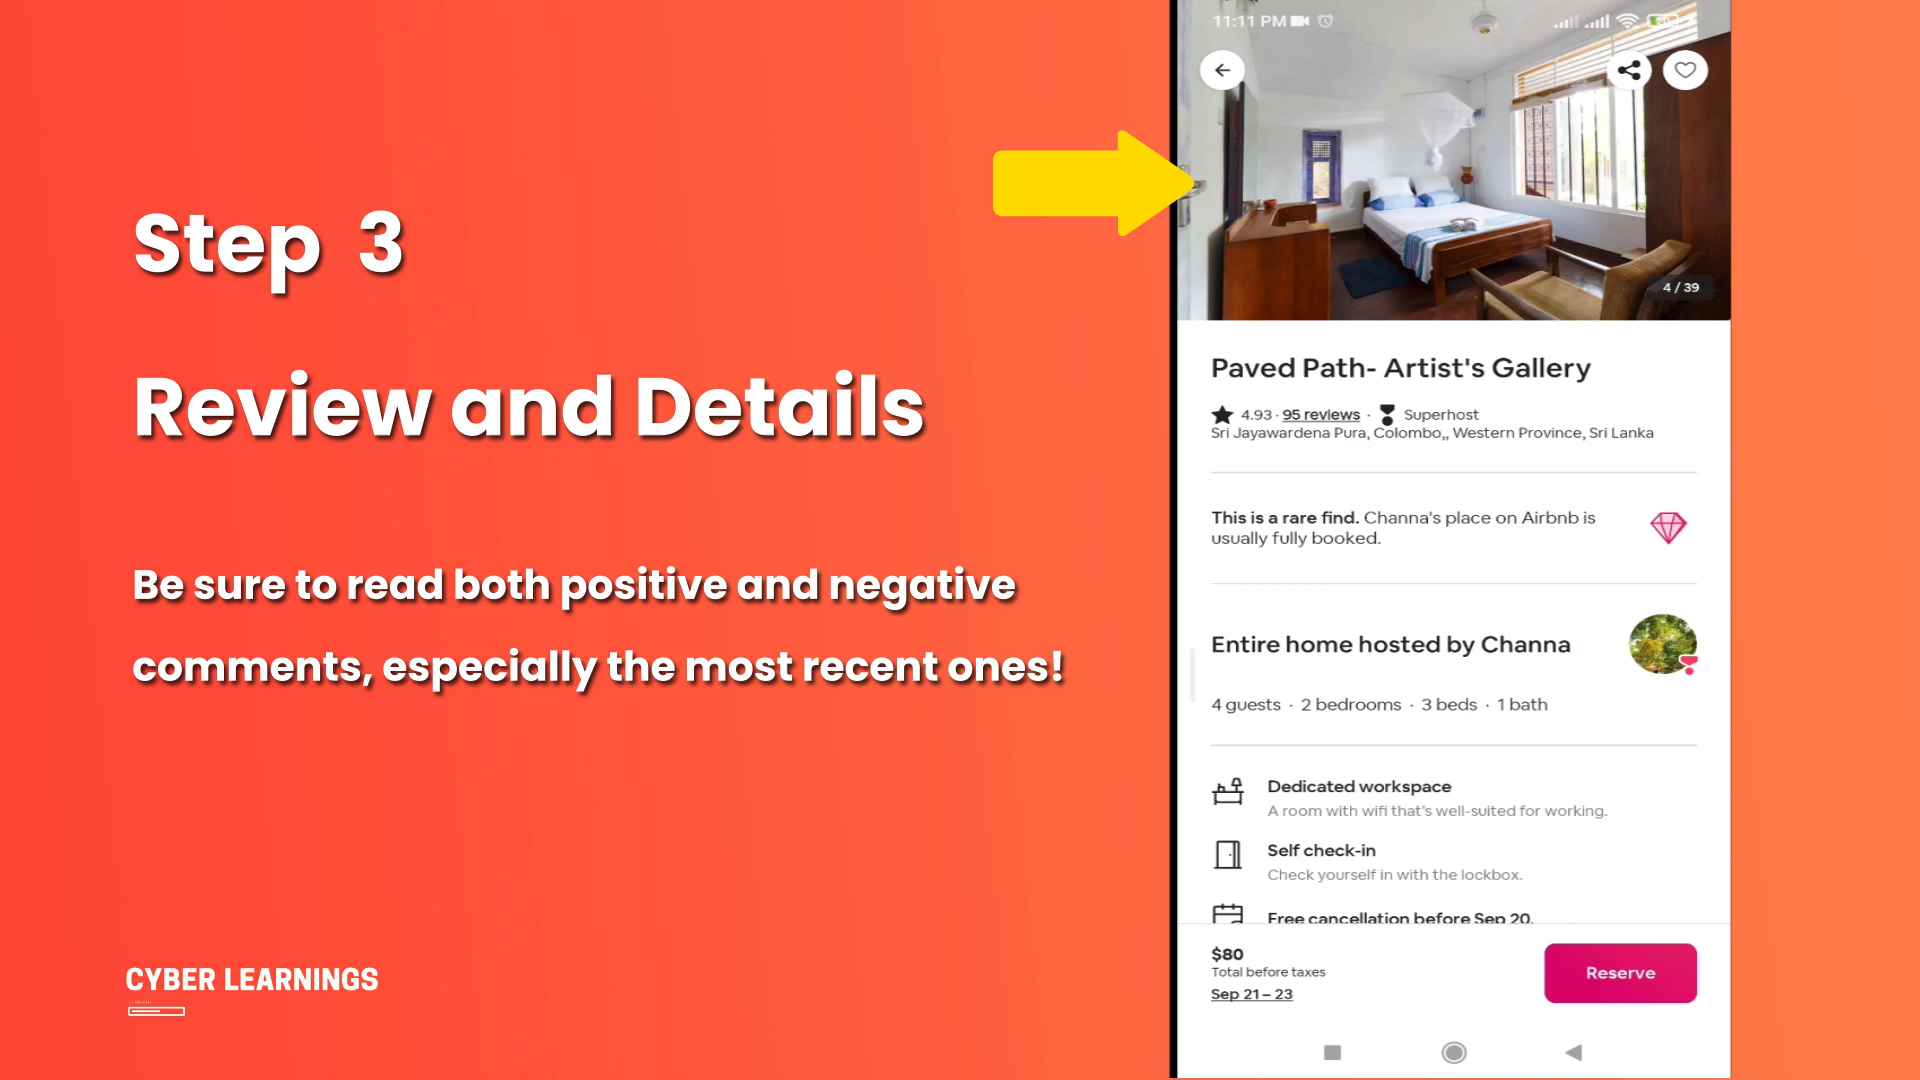 Step 3
Review and Details
Be sure to read both positive and negative
comments, especially the most recent ones!
CYBER LEARNINGS
11:11 PM
4 / 39
Paved Path- Artist's Gallery
4.93 · 95 reviews · Superhost
Sri Jayawardena Pura, Colombo,, Western Province, Sri Lanka
This is a rare find. Channa's place on Airbnb is
usually fully booked.
Entire home hosted by Channa
4 guests · 2 bedrooms · 3 beds · 1 bath
Dedicated workspace
A room with wifi that's well-suited for working.
Self check-in
Check yourself in with the lockbox.
Free cancellation before Sep 20.
$80
Total before taxes
Sep 21 – 23
Reserve